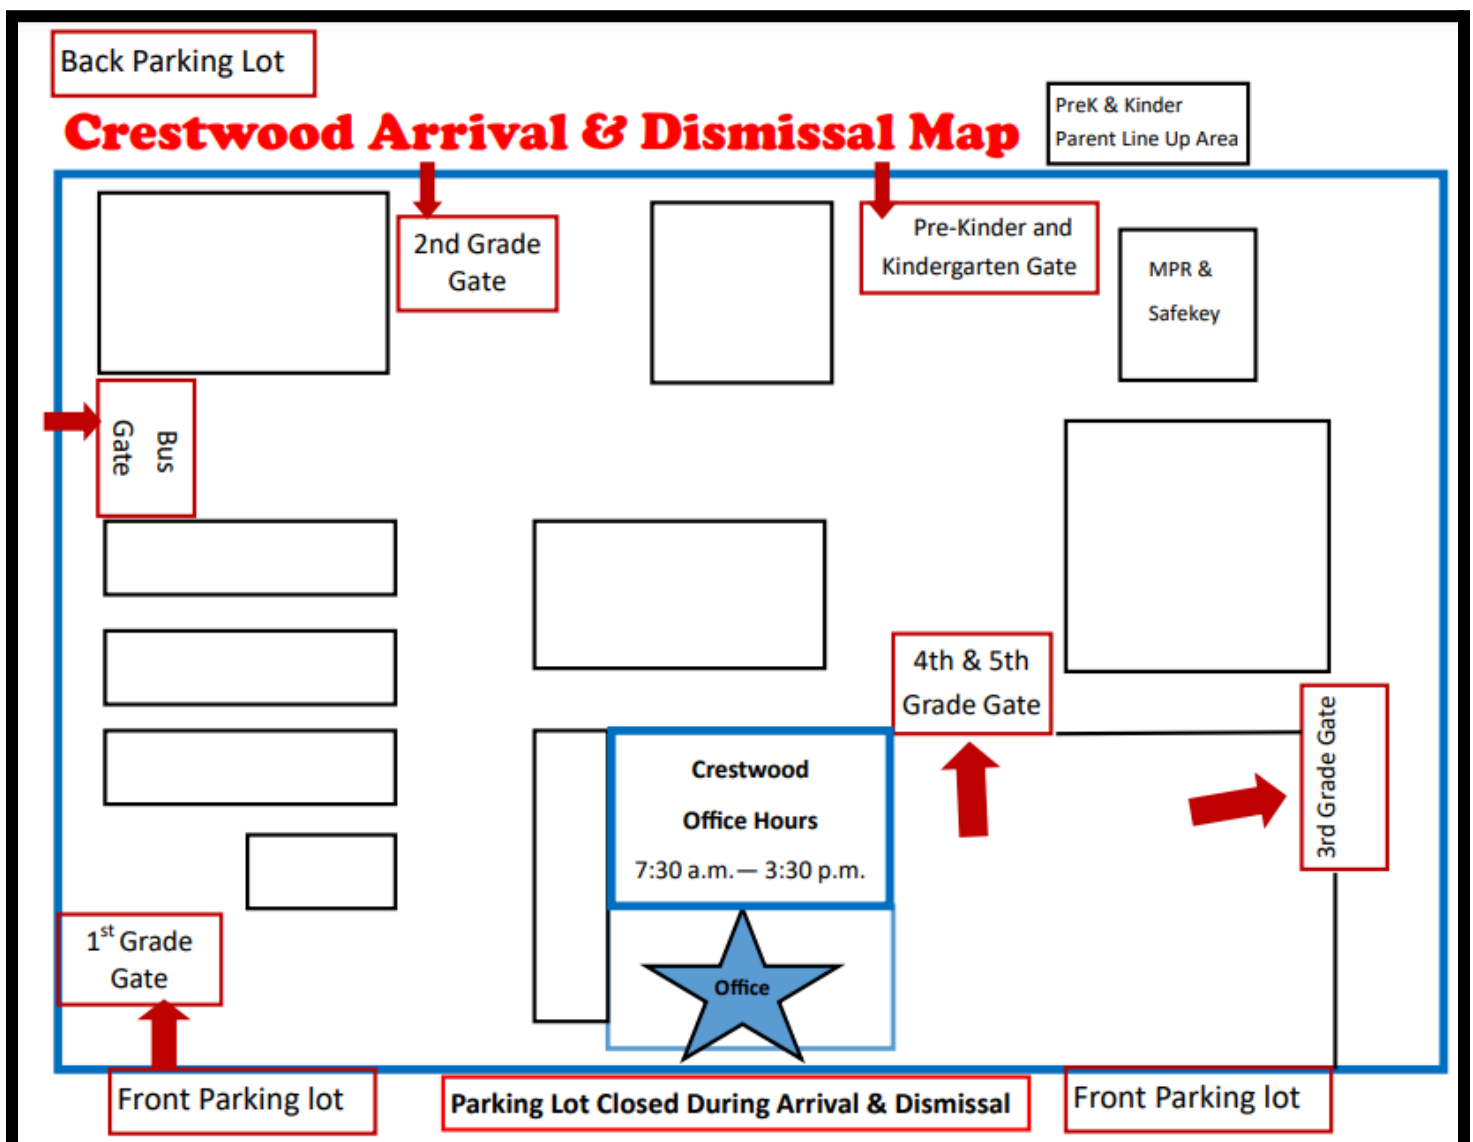 Back Parking Lot
Crestwood Arrival & Dismissal Map
PreK & Kinder
Parent Line Up Area
2nd Grade
Gate
Pre-Kinder and
Kindergarten Gate
MPR &
Safekey
Bus
Gate
4th & 5th
Grade Gate
3rd Grade Gate
Crestwood
Office Hours
7:30 a.m.— 3:30 p.m.
1st Grade
Gate
Office
Front Parking lot
Parking Lot Closed During Arrival & Dismissal
Front Parking lot